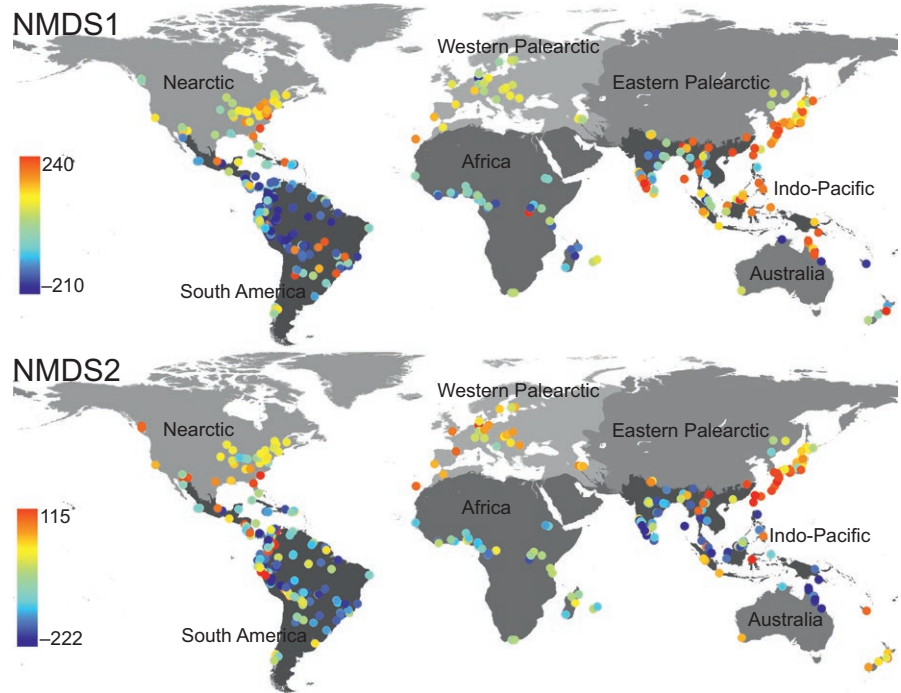 NMDS1
Western Palearctic
Nearctic
Eastern Palearctic
240
Africa
Indo-Pacific
–210
South America
Australia
NMDS2
Western Palearctic
Nearctic
Eastern Palearctic
115
Africa
Indo-Pacific
–222
South America
Australia